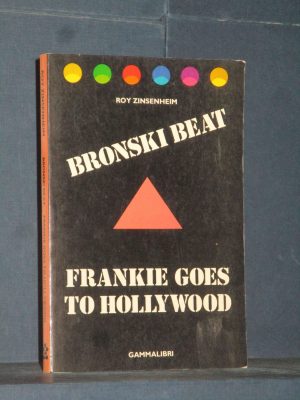 ROY ZINSENHEIM
BRONSKI BEAT
FRANKIE GOES
TO HOLLYWOOD
GAMMALIBRI